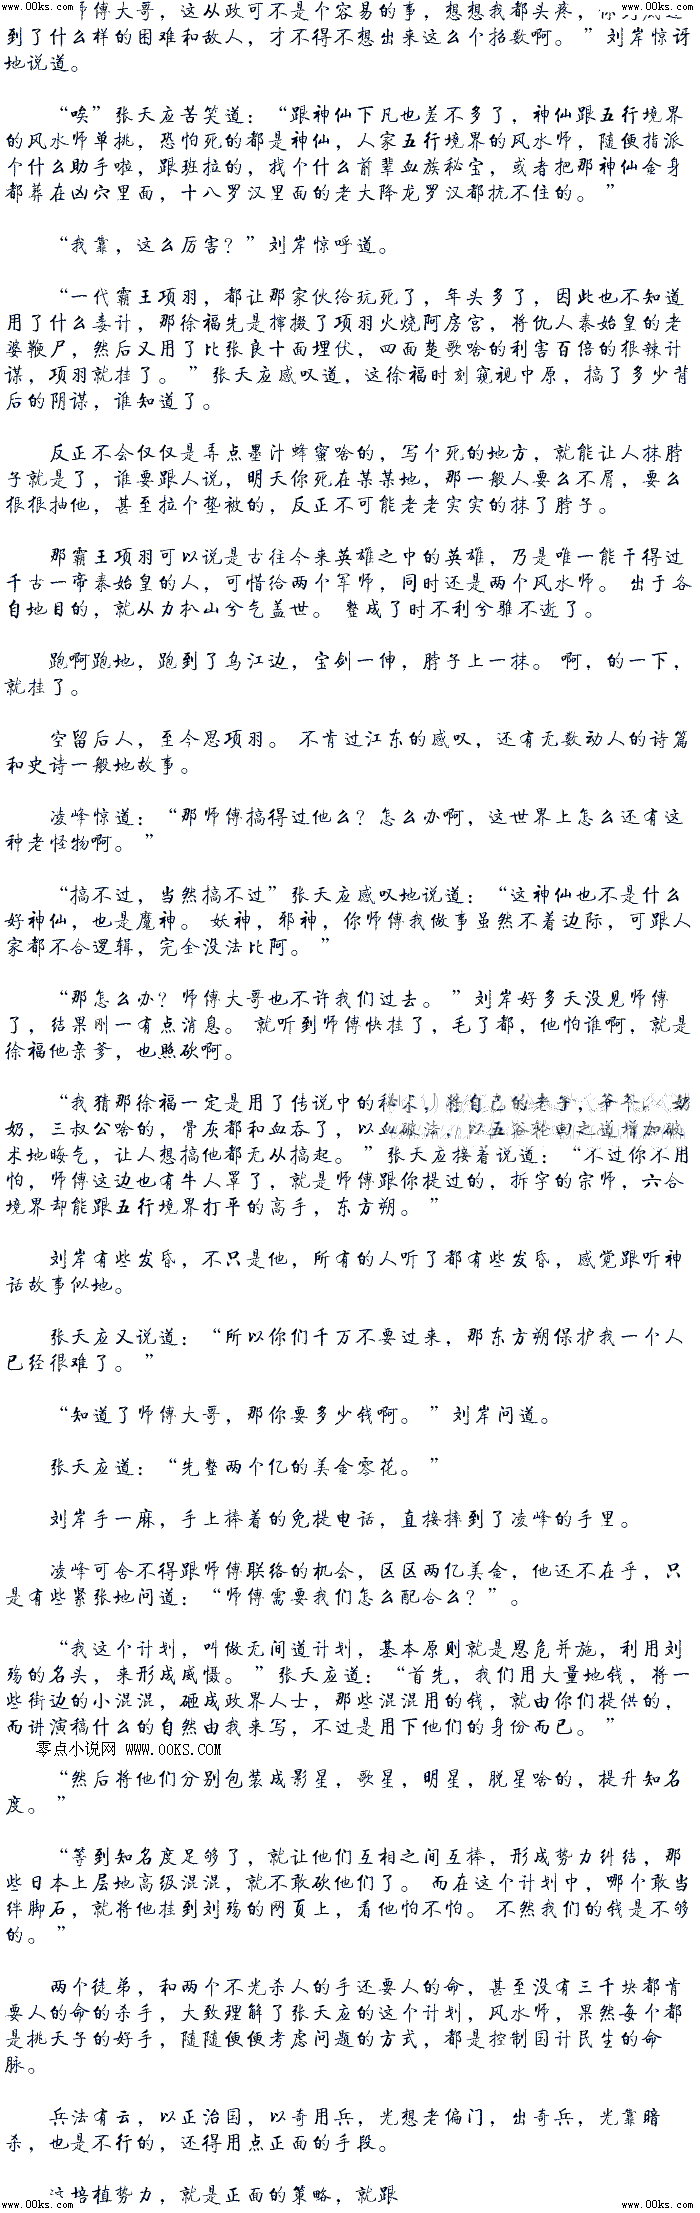 www.00ks.com www.00ks.com
师傅大哥，这从政可不是个容易的事，想想我都头疼，你
到了什么样的困难和敌人，才不得不想出来这么个招数啊。”刘岸惊讶
地说道。
“唉”张天应苦笑道：“跟神仙下凡也差不多了，神仙跟五行境界
的风水师单挑，恐怕死的都是神仙，人家五行境界的风水师，随便指派
个什么助手啦，跟班拉的，找个什么前辈血族秘宝，或者把那神仙金身
都葬在凶穴里面，十八罗汉里面的老大降龙罗汉都抗不住的。”
“我靠，这么厉害？”刘岸惊呼道。
“一代霸王项羽，都让那家伙给玩死了，年头多了，因此也不知道
用了什么毒计，那徐福先是撺掇了项羽火烧阿房宫，将仇人秦始皇的老
婆鞭尸，然后又用了比张良十面埋伏，四面楚歌啥的利害百倍的狠辣计
谋，项羽就挂了。”张天应感叹道，这徐福时刻窥视中原，搞了多少背
后的阴谋，谁知道了。
反正不会仅仅是弄点墨汁蜂蜜啥的，写个死的地方，就能让人抹脖
子就是了，谁要跟人说，明天你死在某某地，那一般人要么不屑，要么
狠狠抽他，甚至拉个垫被的，反正不可能老老实实的抹了脖子。
那霸王项羽可以说是古往今来英雄之中的英雄，乃是唯一能干得过
千古一帝秦始皇的人，可惜给两个军师，同时还是两个风水师。出于各
自地目的，就从力扒山兮气盖世。整成了时不利兮骓不逝了。
跑啊跑地，跑到了乌江边，宝剑一伸，脖子上一抹。啊，的一下，
就挂了。
空留后人，至今思项羽。不肯过江东的感叹，还有无数动人的诗篇
和史诗一般地故事。
凌峰惊道：“那师傅搞得过他么？怎么办啊，这世界上怎么还有这
种老怪物啊。”
“搞不过，当然搞不过”张天应感叹地说道：“这神仙也不是什么
好神仙，也是魔神。妖神，邪神，你师傅我做事虽然不着边际，可跟人
家都不合逻辑，完全没法比阿。”
“那怎么办？师傅大哥也不许我们过去。”刘岸好多天没见师傅
了，结果刚一有点消息。就听到师傅快挂了，毛了都，他怕谁啊，就是
徐福他亲爹，也照砍啊。
“我猜那徐福一定是用了传说中的秘术，将自己的老子，爷爷，奶
奶，三叔公啥的，骨灰都和血吞了，以血破法，以五谷轮回之道增加破
术地晦气，让人想搞他都无从搞起。”张天应接着说道：“不过你不用
怕，师傅这边也有牛人罩了，就是师傅跟你提过的，拆字的宗师，六合
境界却能跟五行境界打平的高手，东方朔。”
刘岸有些发昏，不只是他，所有的人听了都有些发昏，感觉跟听神
话故事似地。
张天应又说道：“所以你们千万不要过来，那东方朔保护我一个人
已经很难了。”
“知道了师傅大哥，那你要多少钱啊。”刘岸问道。
张天应道：“先整两个亿的美金零花。”
刘岸手一麻，手上捧着的免提电话，直接摔到了凌峰的手里。
凌峰可舍不得跟师傅联络的机会，区区两亿美金，他还不在乎，只
是有些紧张地问道：“师傅需要我们怎么配合么？”。
“我这个计划，叫做无间道计划，基本原则就是恩危并施，利用刘
殇的名头，来形成威慑。”张天应道：“首先，我们用大量地钱，将一
些街边的小混混，砸成政界人士，那些混混用的钱，就由你们提供的，
而讲演稿什么的自然由我来写，不过是用下他们的身份而已。”
零点小说网 www.00KS.COM
“然后将他们分别包装成影星，歌星，明星，脱星啥的，提升知名
度。”
“等到知名度足够了，就让他们互相之间互捧，形成势力纠结，那
些日本上层地高级混混，就不敢砍他们了。而在这个计划中，哪个敢当
绊脚石，就将他挂到刘殇的网页上，看他怕不怕。不然我们的钱是不够
的。”
两个徒弟，和两个不光杀人的手还要人的命，甚至没有三千块都肯
要人的命的杀手，大致理解了张天应的这个计划，风水师，果然每个都
是挑天子的好手，随随便便考虑问题的方式，都是控制国计民生的命
脉。
兵法有云，以正治国，以奇用兵，光想老偏门，出奇兵，光靠暗
杀，也是不行的，还得用点正面的手段。
这培植势力，就是正面的策略，就跟
www.00ks.com www.00ks.com